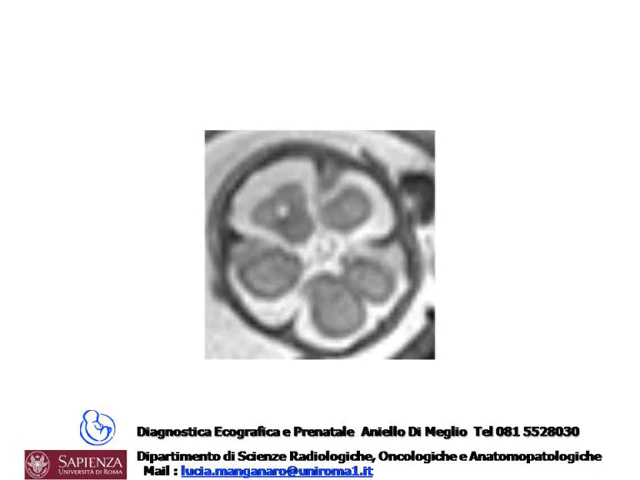 Diagnostica Ecografica e Prenatale Aniello Di Meglio Tel 081 5528030
SAPIENZA
UNIVERSITÀ DI ROMA
Dipartimento di Scienze Radiologiche, Oncologiche e Anatomopatologiche
Mail : lucia.manganaro@uniroma1.it